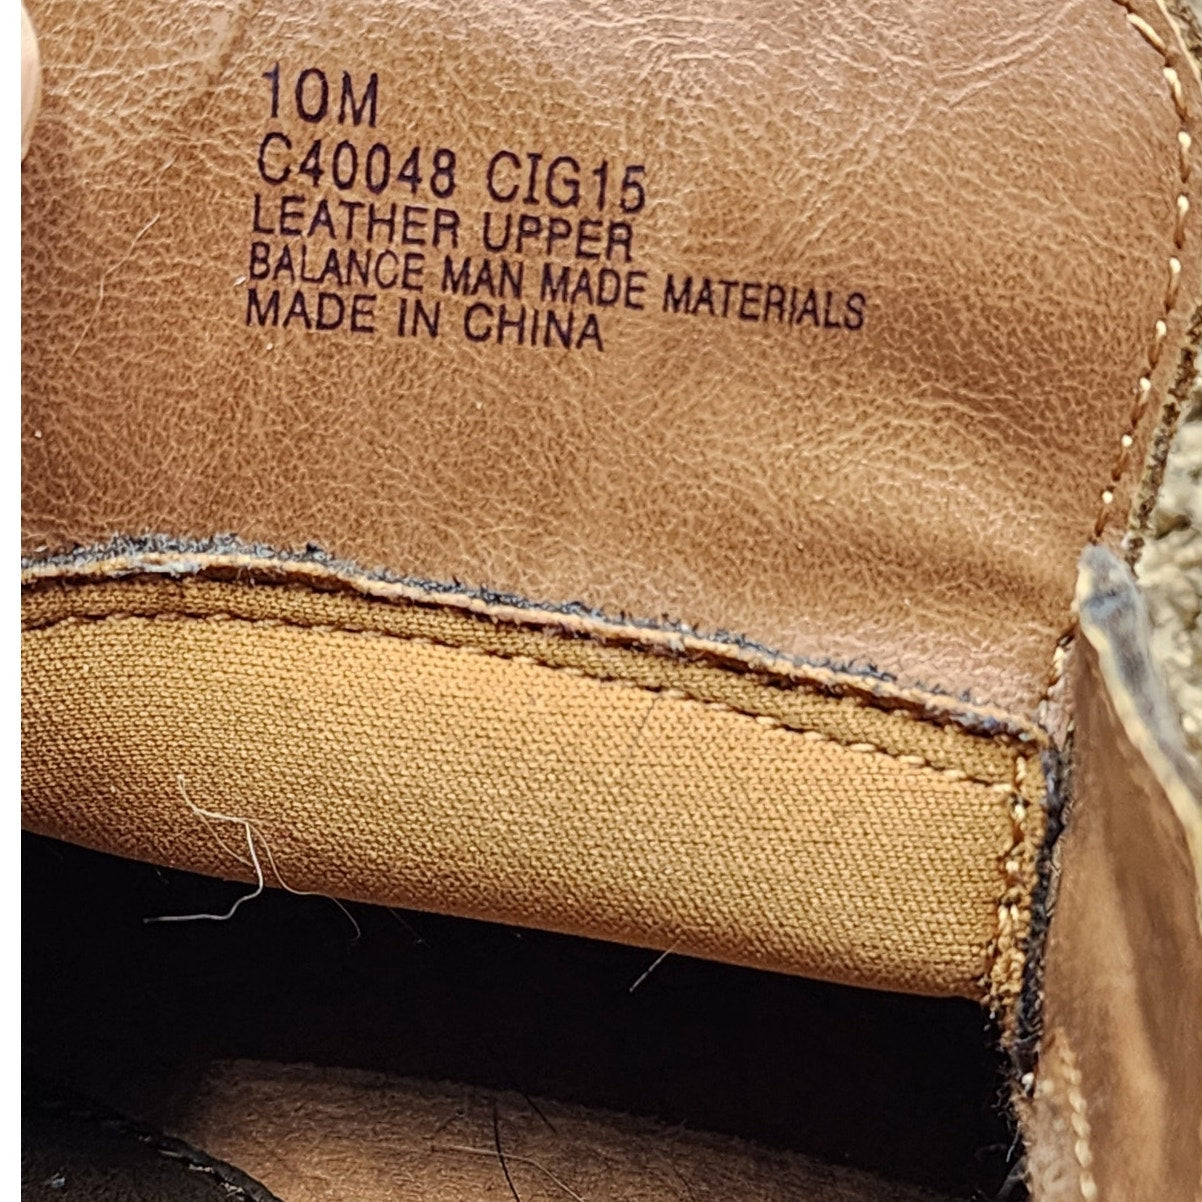 10M
C40048 CIG15
LEATHER UPPER
BALANCE MAN MADE MATERIALS
MADE IN CHINA